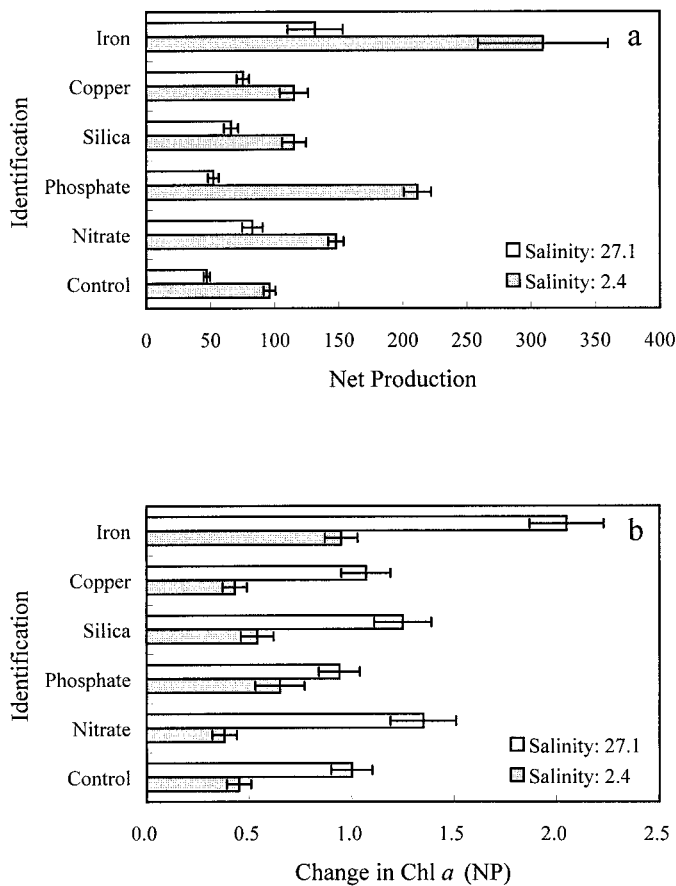 a
Iron
Copper
Silica
Phosphate
Nitrate
Control
Identification
Salinity: 27.1
Salinity: 2.4
0 50 100 150 200 250 300 350 400
Net Production
b
Iron
Copper
Silica
Phosphate
Nitrate
Control
Identification
Salinity: 27.1
Salinity: 2.4
0.0 0.5 1.0 1.5 2.0 2.5
Change in Chl a (NP)